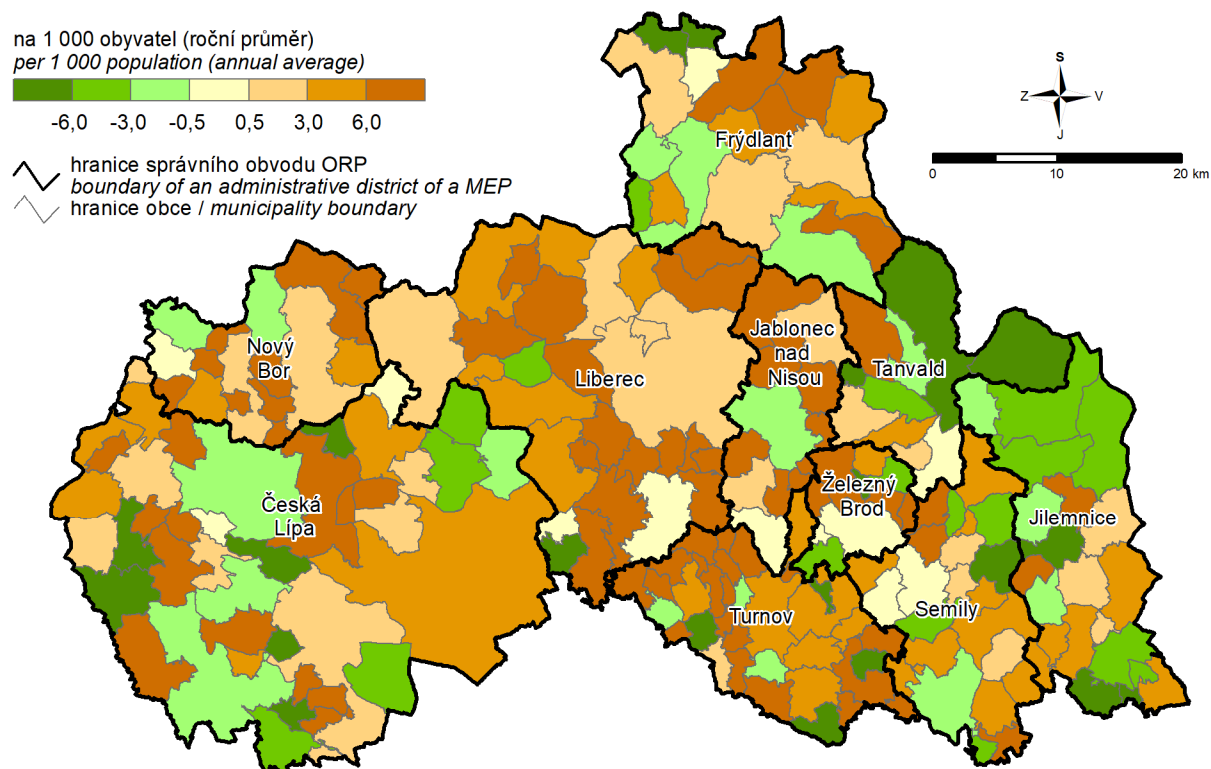 na 1 000 obyvatel (roční průměr)
per 1 000 population (annual average)
-6,0 -3,0 -0,5 0,5 3,0 6,0
hranice správního obvodu ORP
boundary of an administrative district of a MEP
hranice obce / municipality boundary
S
Z V
J
0 10 20 km
Frýdlant
Nový
Bor
Liberec
Jablonec
nad
Nisou
Tanvald
Česká
Lípa
Železný
Brod
Jilemnice
Turnov
Semily